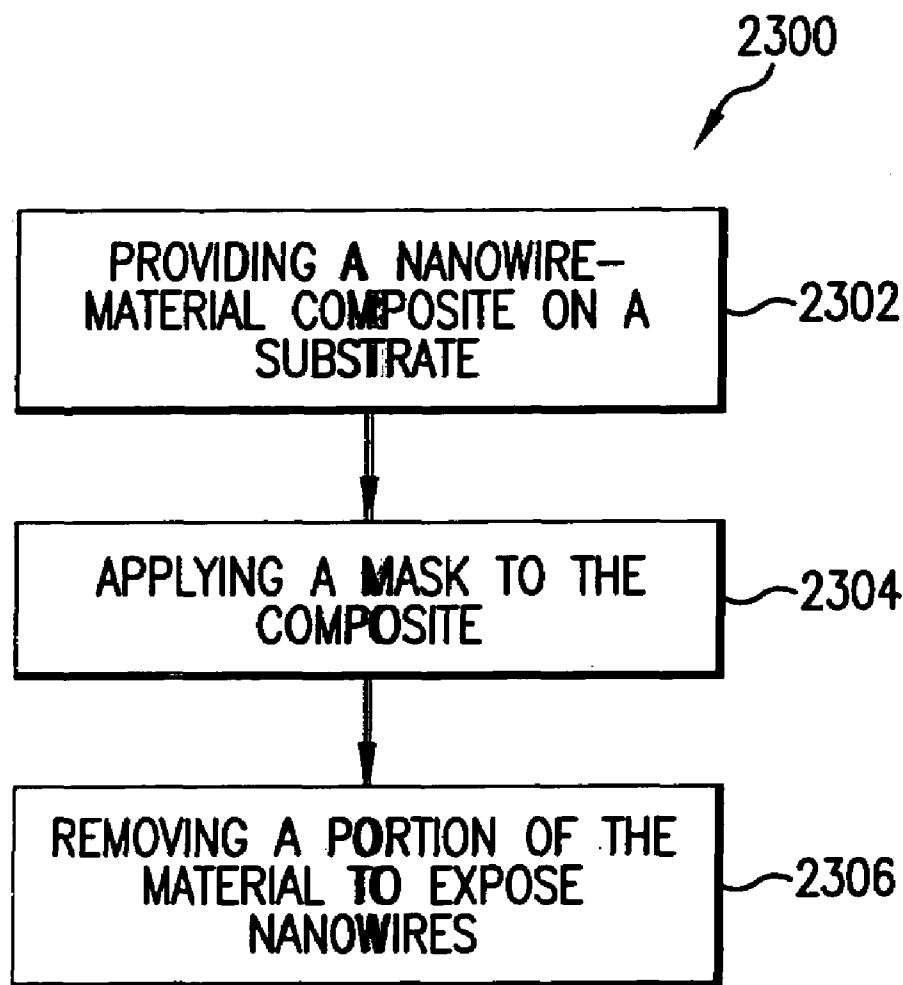 2300
PROVIDING A NANOWIRE-
MATERIAL COMPOSITE ON A
SUBSTRATE
2302
APPLYING A MASK TO THE
COMPOSITE
2304
REMOVING A PORTION OF THE
MATERIAL TO EXPOSE
NANOWIRES
2306